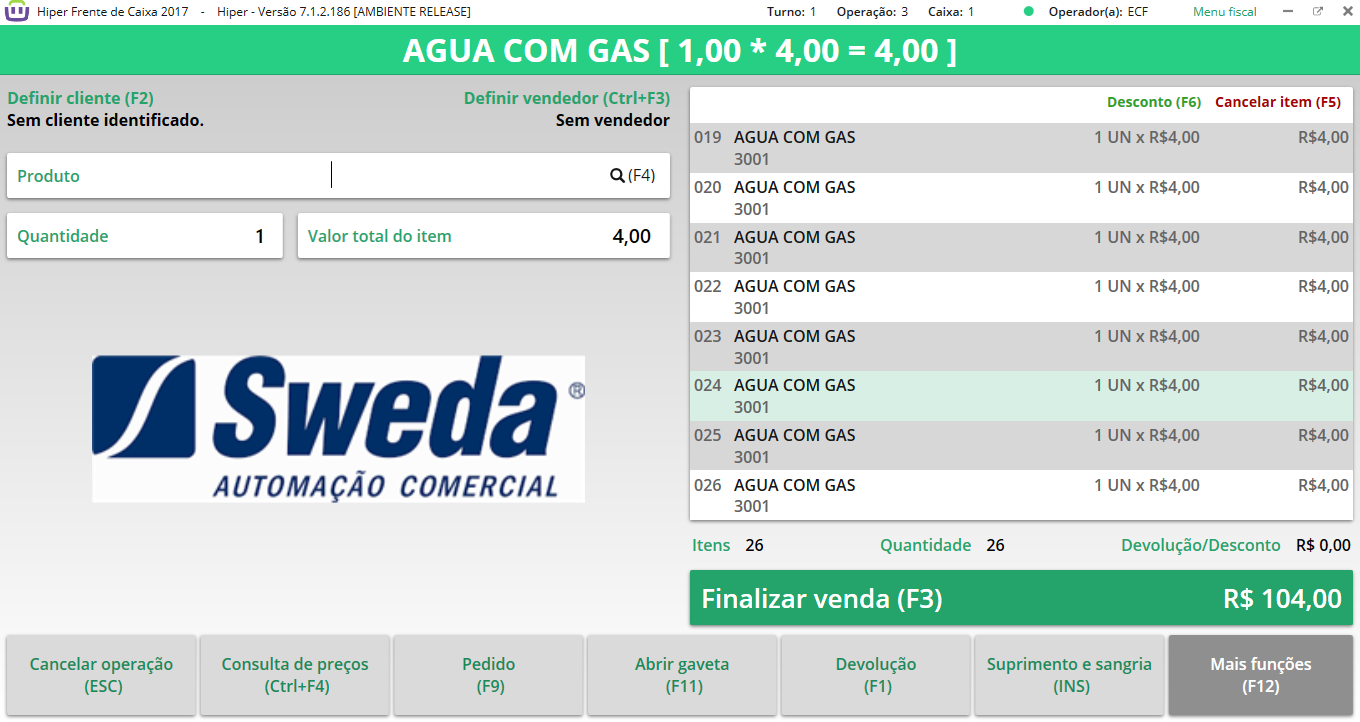 Hiper Frente de Caixa 2017 - Hiper - Versão 7.1.2.186 [AMBIENTE RELEASE] Turno: 1 Operação: 3 Caixa: 1 Operador(a): ECF Menu fiscal
AGUA COM GAS [ 1,00 * 4,00 = 4,00 ]
Definir cliente (F2) Definir vendedor (Ctrl+F3)
Sem cliente identificado. Sem vendedor
Produto (F4)
Quantidade 1 Valor total do item 4,00
Sweda ®
AUTOMAÇÃO COMERCIAL
Desconto (F6) Cancelar item (F5)
019 AGUA COM GAS 1 UN x R$4,00 R$4,00
3001
020 AGUA COM GAS 1 UN x R$4,00 R$4,00
3001
021 AGUA COM GAS 1 UN x R$4,00 R$4,00
3001
022 AGUA COM GAS 1 UN x R$4,00 R$4,00
3001
023 AGUA COM GAS 1 UN x R$4,00 R$4,00
3001
024 AGUA COM GAS 1 UN x R$4,00 R$4,00
3001
025 AGUA COM GAS 1 UN x R$4,00 R$4,00
3001
026 AGUA COM GAS 1 UN x R$4,00 R$4,00
3001
Itens 26 Quantidade 26 Devolução/Desconto R$ 0,00
Finalizar venda (F3) R$ 104,00
Cancelar operação
(ESC)
Consulta de preços
(Ctrl+F4)
Pedido
(F9)
Abrir gaveta
(F11)
Devolução
(F1)
Suprimento e sangria
(INS)
Mais funções
(F12)